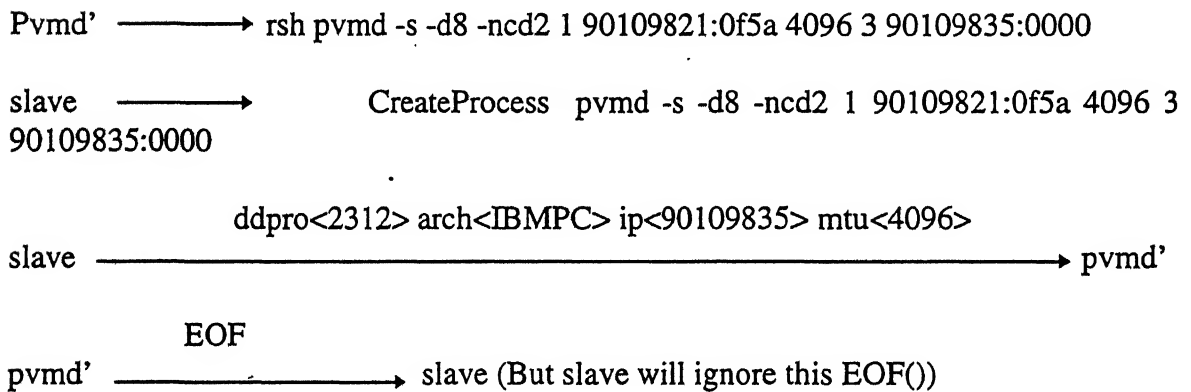 Pvmd’ rsh pvmd -s -d8 -ncd2 1 90109821:0f5a 4096 3 90109835:0000
slave CreateProcess pvmd -s -d8 -ncd2 1 90109821:0f5a 4096 3
90109835:0000
ddpro<2312> arch<IBMPC> ip<90109835> mtu<4096>
slave pvmd’
EOF
pvmd’ slave (But slave will ignore this EOF())